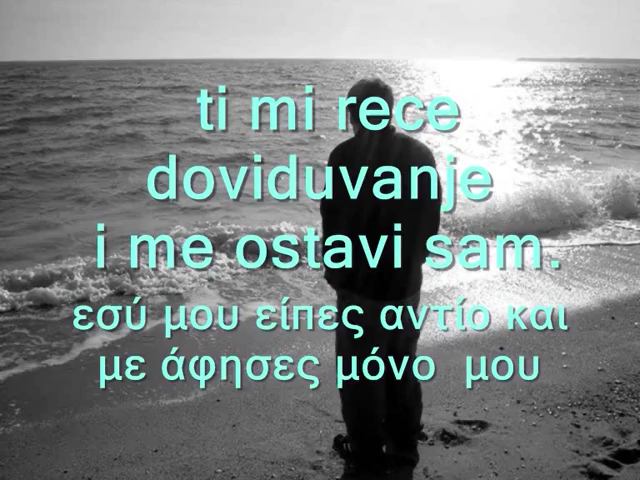 ti mi rece
doviduvanje
i me ostavi sam.
εσύ μου είπες αντίο και
με άφησες μόνο μου